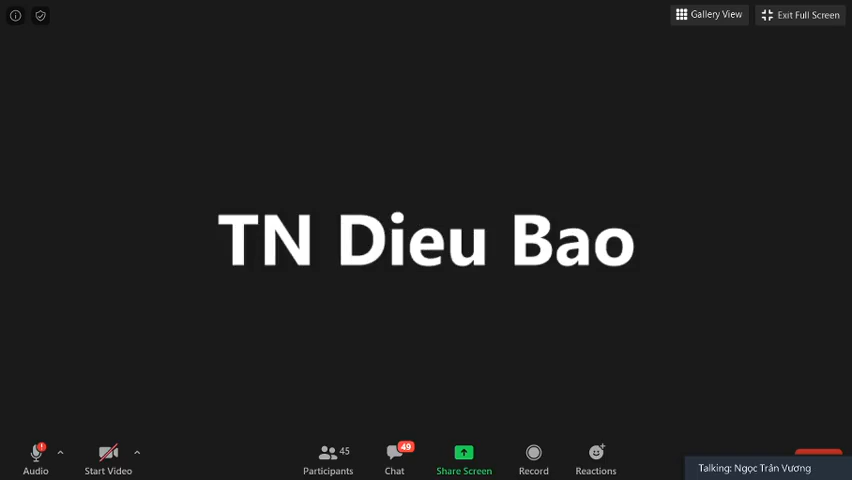 Gallery View
Exit Full Screen
TN Dieu Bao
45
49
Audio
Start Video
Participants
Chat
Share Screen
Record
Reactions
Talking: Ngọc Trân Vương